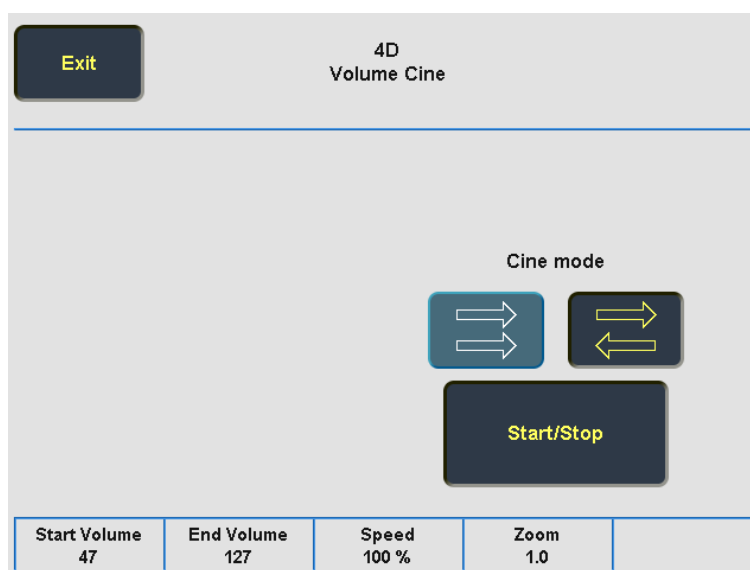 Exit
4D
Volume Cine
Cine mode
Start/Stop
Start Volume
47
End Volume
127
Speed
100 %
Zoom
1.0